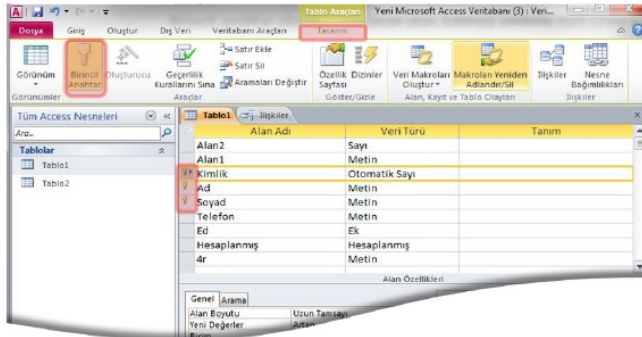 Tablo Araçları
Yeni Microsoft Access Veritabanı (3) : Veri...
Dosya Giriş Oluştur Dış Veri Veritabanı Araçları Tasarım
Görünüm
Birincil Anahtar
Oluşturucu
Geçerlilik Kurallarını Sına
Satır Ekle
Satır Sil
Aramaları Değiştir
Özellik Sayfası
Dizinler
Veri Makroları Oluştur
Makroları Yeniden Adlandır/Sil
İlişkiler
Nesne Bağımlılıkları
Görünümler Araçlar Göster/Gizle Alan, Kayıt ve Tablo Olayları İlişkiler
Tüm Access Nesneleri
Ara...
Tablolar
Tablo1
Tablo2
Tablo1 İlişkiler
Alan Adı Veri Türü Tanım
Alan2 Sayı
Alan1 Metin
Kimlik Otomatik Sayı
Ad Metin
Soyad Metin
Telefon Metin
Ed Ek
Hesaplanmış Hesaplanmış
4r Metin
Alan Özellikleri
Genel Arama
Alan Boyutu Uzun Tamsayı
Yeni Değerler Artan
Biçim